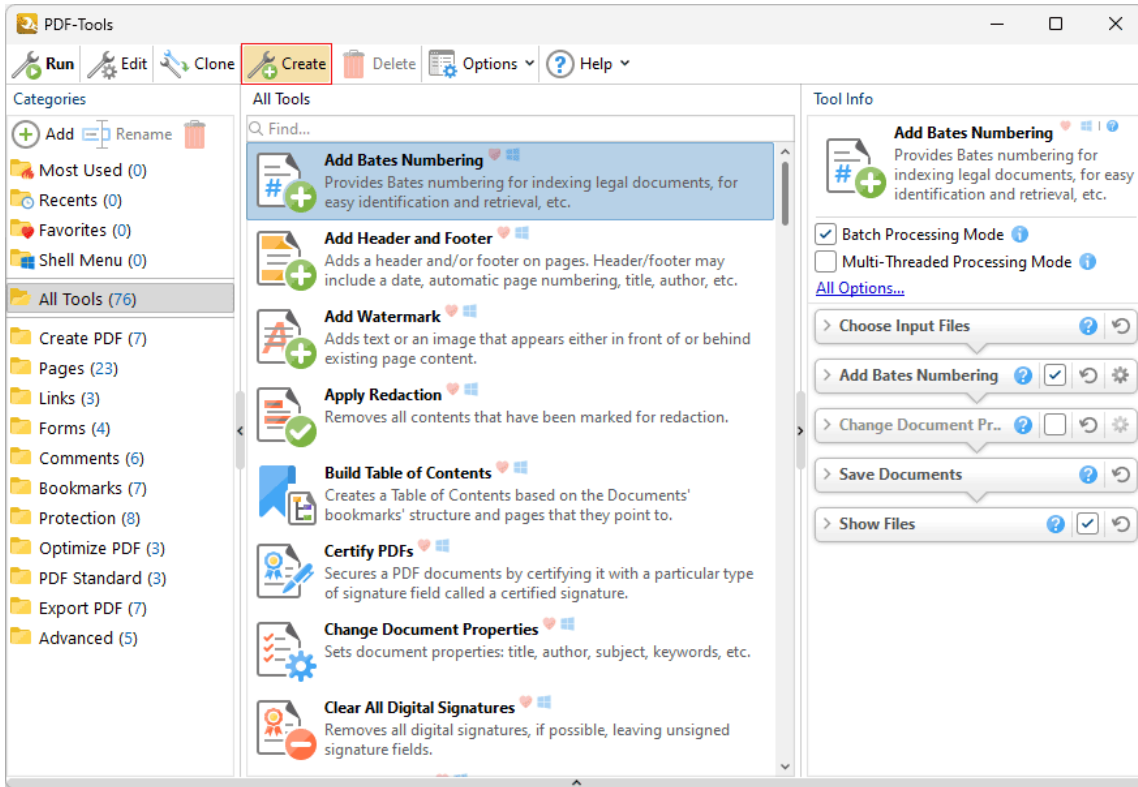 PDF-Tools
Run Edit Clone Create Delete Options Help
Categories
Add Rename
Most Used (0)
Recents (0)
Favorites (0)
Shell Menu (0)
All Tools (76)
Create PDF (7)
Pages (23)
Links (3)
Forms (4)
Comments (6)
Bookmarks (7)
Protection (8)
Optimize PDF (3)
PDF Standard (3)
Export PDF (7)
Advanced (5)
All Tools
Find...
Add Bates Numbering
Provides Bates numbering for indexing legal documents, for
easy identification and retrieval, etc.
Add Header and Footer
Adds a header and/or footer on pages. Header/footer may
include a date, automatic page numbering, title, author, etc.
Add Watermark
Adds text or an image that appears either in front of or behind
existing page content.
Apply Redaction
Removes all contents that have been marked for redaction.
Build Table of Contents
Creates a Table of Contents based on the Documents'
bookmarks' structure and pages that they point to.
Certify PDFs
Secures a PDF documents by certifying it with a particular type
of signature field called a certified signature.
Change Document Properties
Sets document properties: title, author, subject, keywords, etc.
Clear All Digital Signatures
Removes all digital signatures, if possible, leaving unsigned
signature fields.
Tool Info
Add Bates Numbering
Provides Bates numbering for
indexing legal documents, for easy
identification and retrieval, etc.
Batch Processing Mode
Multi-Threaded Processing Mode
All Options...
Choose Input Files
Add Bates Numbering
Change Document Pr..
Save Documents
Show Files